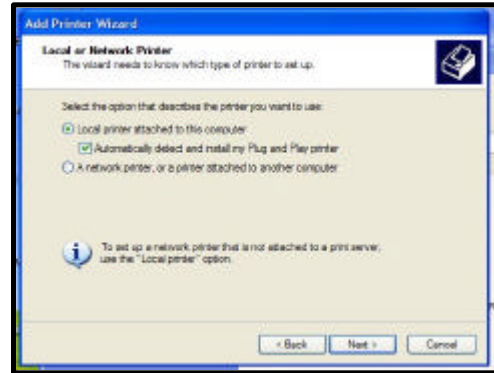 Add Printer Wizard
Local or Network Printer
The wizard needs to know which type of printer to set up.
Select the option that describes the printer you want to use:
Local printer attached to this computer
Automatically detect and install my Plug and Play printer
A network printer, or a printer attached to another computer
To set up a network printer that is not attached to a print server,
use the "Local printer" option.
< Back
Next >
Cancel